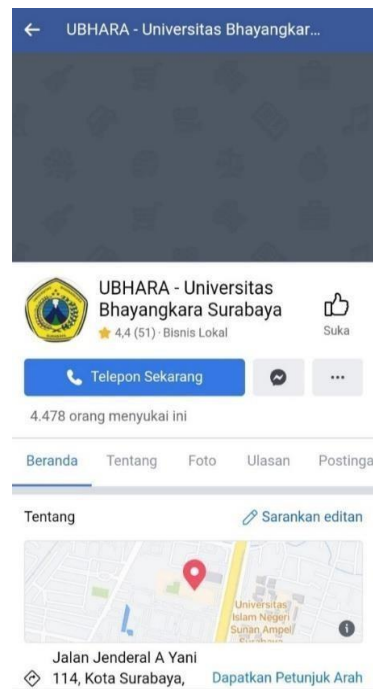 UBHARA - Universitas Bhayangkar...
UBHARA - Universitas
Bhayangkara Surabaya
4,4 (51) · Bisnis Lokal
Suka
Telepon Sekarang
4.478 orang menyukai ini
Beranda Tentang Foto Ulasan Postinga
Tentang
Sarankan editan
Universitas
Islam Negeri
Sunan Ampel
Surabaya
Jalan Jenderal A Yani
114, Kota Surabaya,
Dapatkan Petunjuk Arah